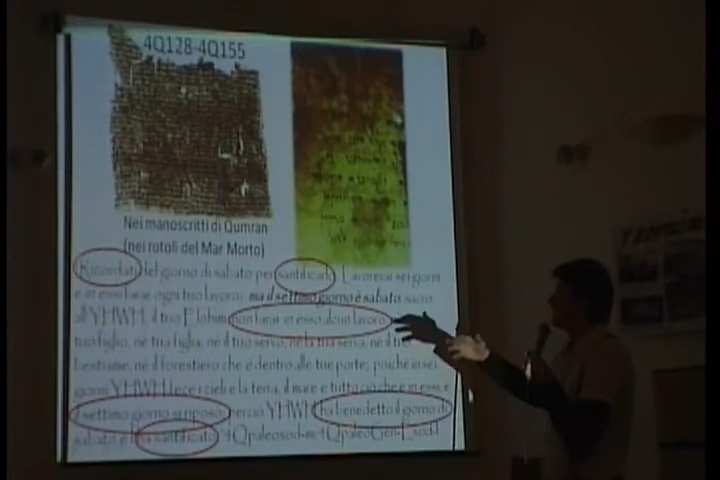 4Q128-4Q155
Nei manoscritti di Qumran
(nei rotoli del Mar Morto)
Ricordati del giorno di sabato per santificarlo. Lavorerai sei giorni
e in essi farai ogni tuo lavoro; ma il settimo giorno è sabato, sacro
all'YHWH, il tuo Elohim non farai in esso alcun lavoro
tuo figlio, né tua figlia, né il tuo servo, né la tua serva, né il tuo
bestiame, né il forestiero che è dentro alle tue porte; poiché in sei
giorni YHWH fece i cieli e la terra, il mare e tutto ciò che è in essi, e
il settimo giorno si riposò perciò YHWH ha benedetto il giorno di
sabato e l'ha santificato